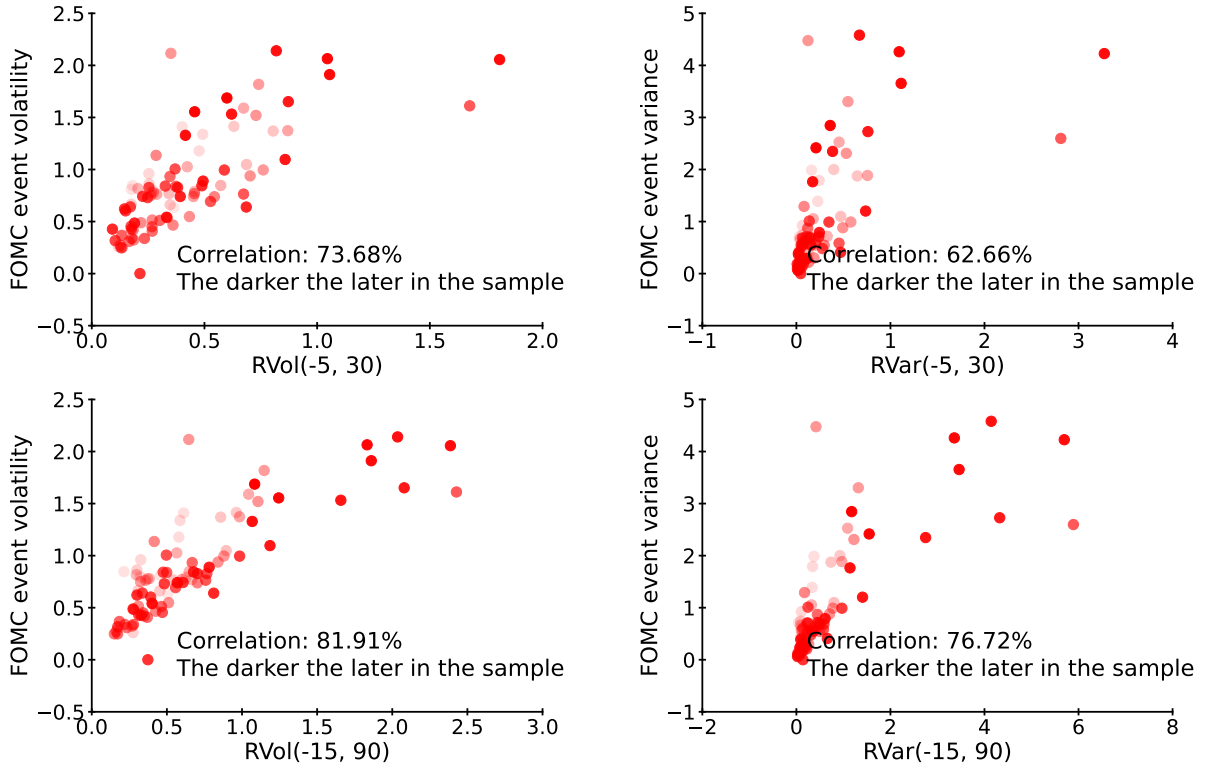 2.5
2.0
1.5
1.0
0.5
0.0
−0.5
FOMC event volatility
Correlation: 73.68%
The darker the later in the sample
0.0 0.5 1.0 1.5 2.0
RVol(-5, 30)
5
4
3
2
1
0
−1
FOMC event variance
Correlation: 62.66%
The darker the later in the sample
−1 0 1 2 3 4
RVar(-5, 30)
2.5
2.0
1.5
1.0
0.5
0.0
−0.5
FOMC event volatility
Correlation: 81.91%
The darker the later in the sample
0.0 0.5 1.0 1.5 2.0 2.5 3.0
RVol(-15, 90)
5
4
3
2
1
0
−1
FOMC event variance
Correlation: 76.72%
The darker the later in the sample
−2 0 2 4 6 8
RVar(-15, 90)